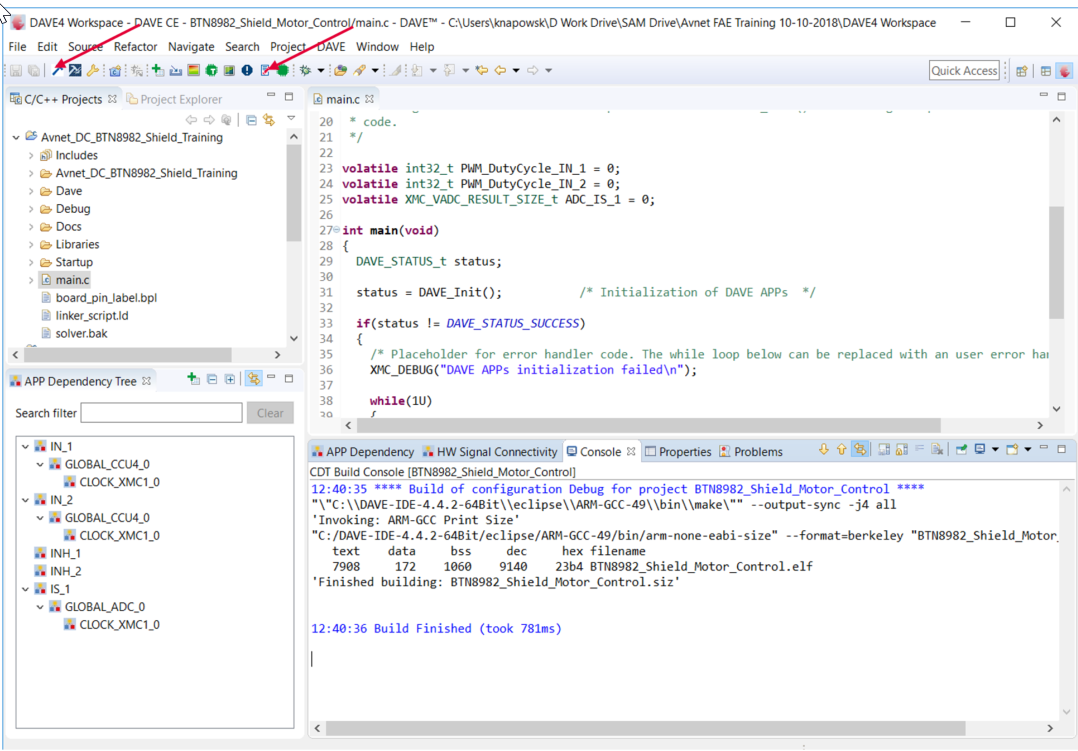 DAVE4 Workspace - DAVE CE - BTN8982_Shield_Motor_Control/main.c - DAVE™ - C:\Users\knapowsk\D Work Drive\SAM Drive\Avnet FAE Training 10-10-2018\DAVE4 Workspace
File Edit Source Refactor Navigate Search Project DAVE Window Help
Quick Access
C/C++ Projects Project Explorer
Avnet_DC_BTN8982_Shield_Training
Includes
Avnet_DC_BTN8982_Shield_Training
Dave
Debug
Docs
Libraries
Startup
main.c
board_pin_label.bpl
linker_script.ld
solver.bak
APP Dependency Tree
Search filter Clear
IN_1
GLOBAL_CCU4_0
CLOCK_XMC1_0
IN_2
GLOBAL_CCU4_0
CLOCK_XMC1_0
INH_1
INH_2
IS_1
GLOBAL_ADC_0
CLOCK_XMC1_0
main.c
20 * code.
21 */
22
23 volatile int32_t PWM_DutyCycle_IN_1 = 0;
24 volatile int32_t PWM_DutyCycle_IN_2 = 0;
25 volatile XMC_VADC_RESULT_SIZE_t ADC_IS_1 = 0;
26
27 int main(void)
28 {
29 DAVE_STATUS_t status;
30
31 status = DAVE_Init(); /* Initialization of DAVE APPs */
32
33 if(status != DAVE_STATUS_SUCCESS)
34 {
35 /* Placeholder for error handler code. The while loop below can be replaced with an user error han
36 XMC_DEBUG("DAVE APPs initialization failed\n");
37
38 while(1U)
39 {
APP Dependency HW Signal Connectivity Console Properties Problems
CDT Build Console [BTN8982_Shield_Motor_Control]
12:40:35 **** Build of configuration Debug for project BTN8982_Shield_Motor_Control ****
"\"C:\\DAVE-IDE-4.4.2-64Bit\\eclipse\\ARM-GCC-49\\bin\\make\"" --output-sync -j4 all
'Invoking: ARM-GCC Print Size'
"C:/DAVE-IDE-4.4.2-64Bit/eclipse/ARM-GCC-49/bin/arm-none-eabi-size" --format=berkeley "BTN8982_Shield_Motor_
text data bss dec hex filename
7908 172 1060 9140 23b4 BTN8982_Shield_Motor_Control.elf
'Finished building: BTN8982_Shield_Motor_Control.siz'
12:40:36 Build Finished (took 781ms)